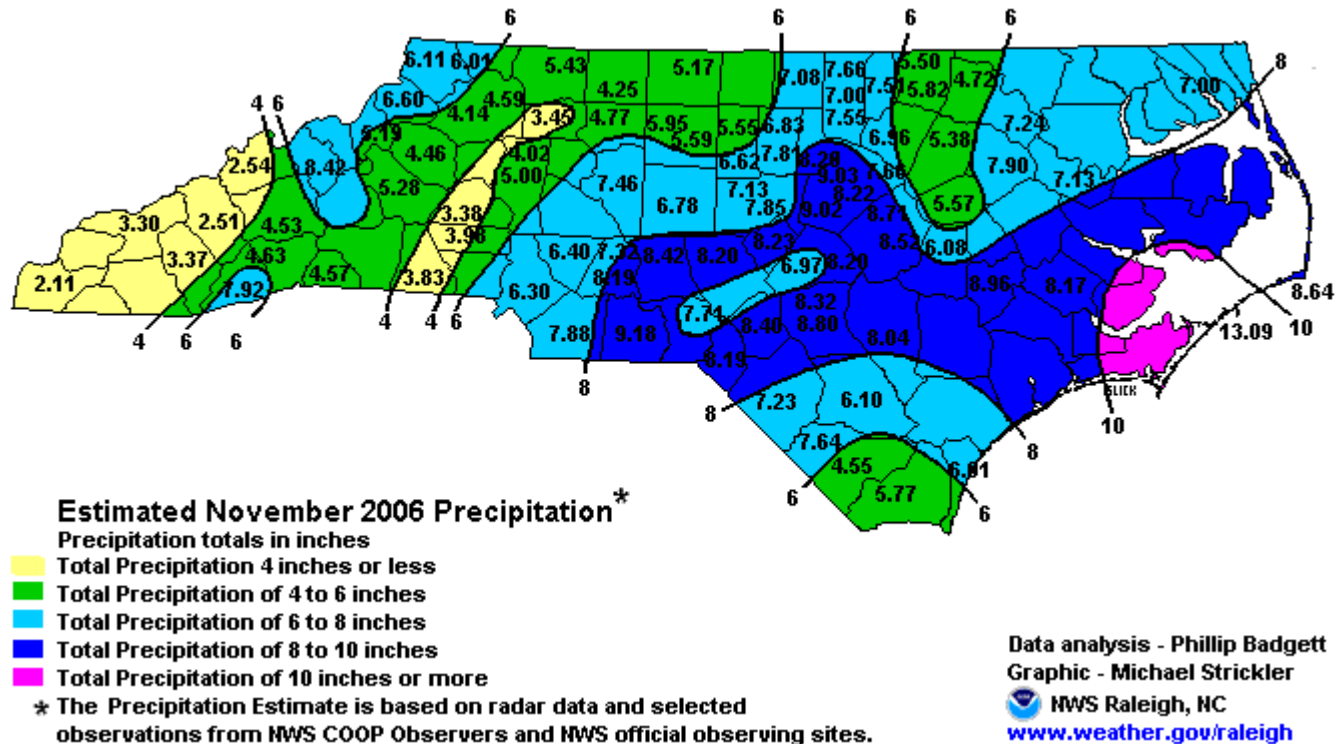 6 6 6 6
6.11 6.01 5.43 5.17 7.08 7.66 5.50 4.72
4.25 7.51 15.82 7.00 8
6.60 4.59 7.00
4 6 4.14 3.45 4.77 5.95 5.55 6.83 7.55 7.24
5.19 5.59 6.96 5.38
2.54 8.42 4.46 4.02 6.62 7.81 8.28 7.90 7.13
5.28 5.00 7.46 7.13 9.03 7.66
3.30 2.51 3.38 6.78 7.85 8.22 5.57
4.53 3.98 9.02 8.71
3.37 4.63 6.40 7.32 8.42 8.20 8.23 8.52 6.08
2.11 7.92 4.57 3.83 8.19 6.97 8.20 8.96 8.17
6.30 7.71 8.32 8.64
4 6 6 4 4 6 7.88 9.18 8.40 8.80 8.04 10
8.19 13.09
8 8 7.23 6.10 SLICK
10
7.64 8
4.55 6.91
6 5.77 6
Estimated November 2006 Precipitation*
Precipitation totals in inches
Total Precipitation 4 inches or less
Total Precipitation of 4 to 6 inches
Total Precipitation of 6 to 8 inches
Total Precipitation of 8 to 10 inches
Total Precipitation of 10 inches or more
* The Precipitation Estimate is based on radar data and selected
observations from NWS COOP Observers and NWS official observing sites.
Data analysis - Phillip Badgett
Graphic - Michael Strickler
NWS Raleigh, NC
www.weather.gov/raleigh